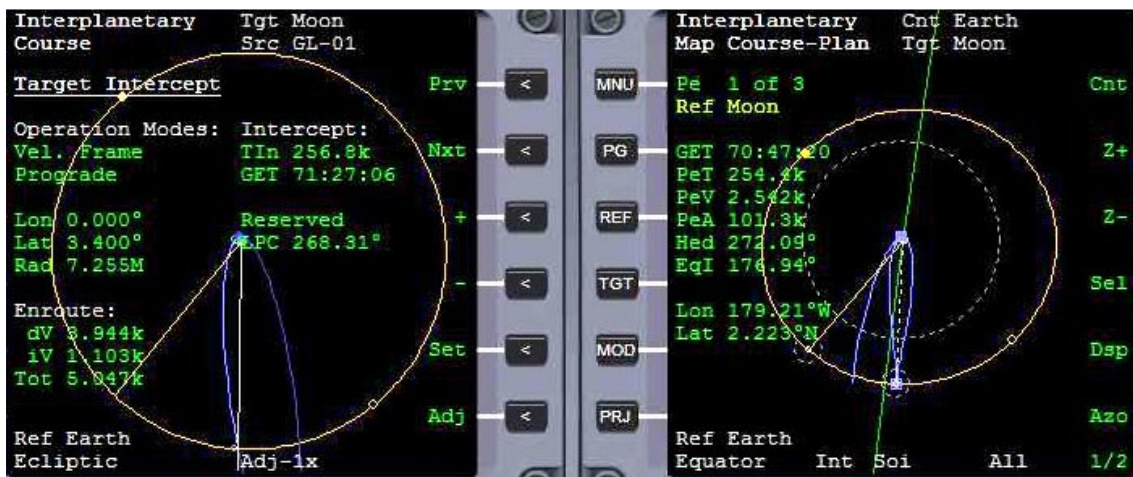 Interplanetary Tgt Moon
Course Src GL-01
Target Intercept
Operation Modes: Intercept:
Vel. Frame TIn 256.8k
Prograde GET 71:27:06
Lon 0.000° Reserved
Lat 3.400° LPC 268.31°
Rad 7.255M
Enroute:
dV 3.944k
iV 1.103k
Tot 5.047k
Ref Earth
Ecliptic Adj-1x
Prv < MNU
Nxt < PG
+ < REF
- < TGT
Set < MOD
Adj < PRJ
Interplanetary Cnt Earth
Map Course-Plan Tgt Moon
Pe 1 of 3 Cnt
Ref Moon
GET 70:47:20 Z+
PeT 254.4k
PeV 2.542k
PeA 101.3k Z-
Hed 272.09°
EqI 176.94°
Sel
Lon 179.21°W
Lat 2.223°N Dsp
Azo
Ref Earth
Equator Int Soi All 1/2